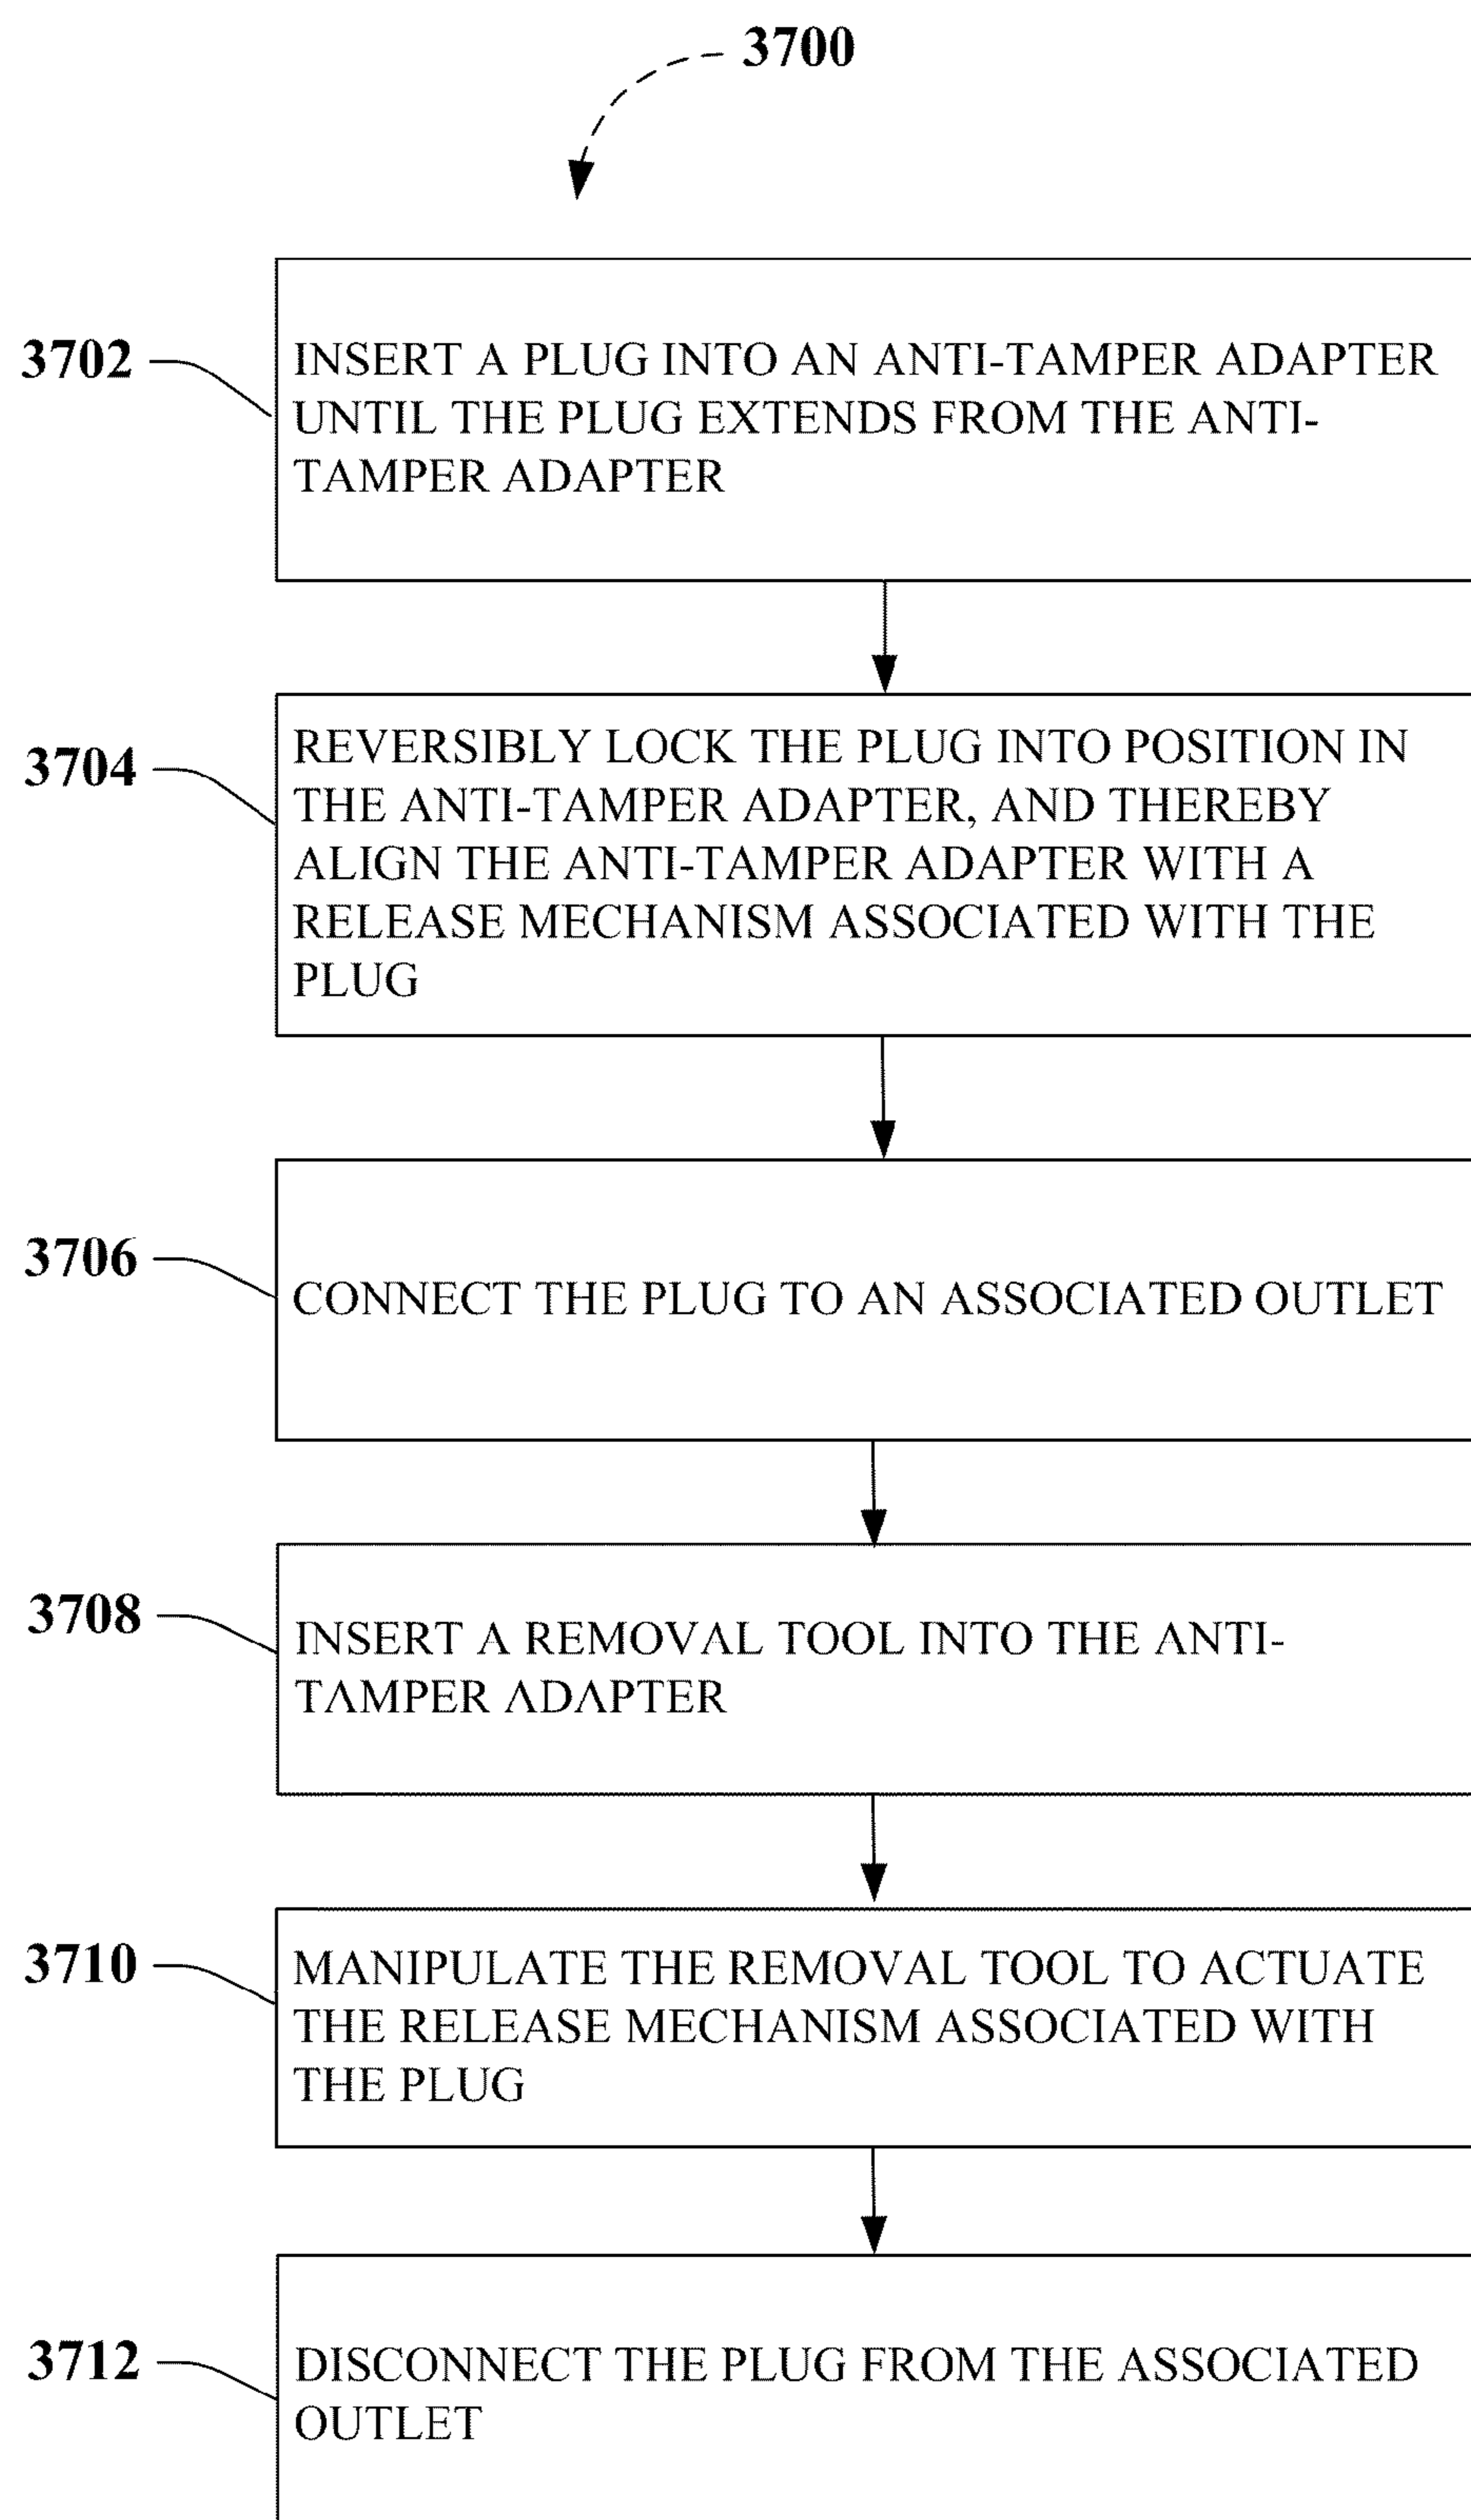 3700
3702
INSERT A PLUG INTO AN ANTI-TAMPER ADAPTER
UNTIL THE PLUG EXTENDS FROM THE ANTI-
TAMPER ADAPTER
3704
REVERSIBLY LOCK THE PLUG INTO POSITION IN
THE ANTI-TAMPER ADAPTER, AND THEREBY
ALIGN THE ANTI-TAMPER ADAPTER WITH A
RELEASE MECHANISM ASSOCIATED WITH THE
PLUG
3706
CONNECT THE PLUG TO AN ASSOCIATED OUTLET
3708
INSERT A REMOVAL TOOL INTO THE ANTI-
TAMPER ADAPTER
3710
MANIPULATE THE REMOVAL TOOL TO ACTUATE
THE RELEASE MECHANISM ASSOCIATED WITH
THE PLUG
3712
DISCONNECT THE PLUG FROM THE ASSOCIATED
OUTLET